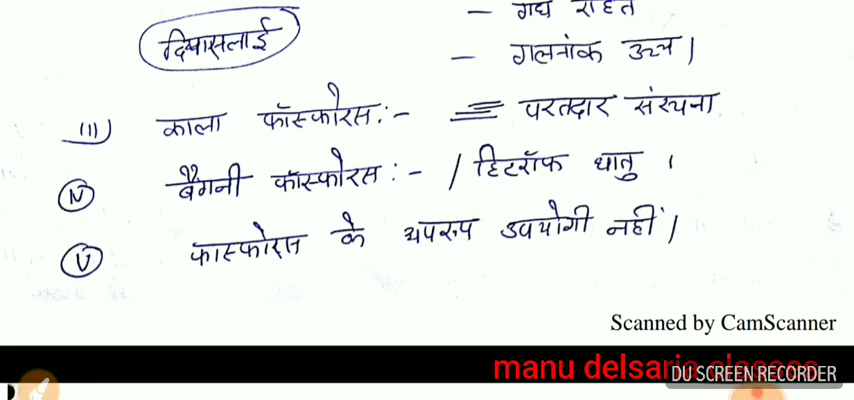 — गंध रहित
दियासलाई
— गलनांक उच्च।
(III) काला फॉस्फोरस :- परतदार संरचना
(IV) बैंगनी फॉस्फोरस :- / हिटरॉफ धातु ।
(V) फास्फोरस के अपरुप उपयोगी नहीं।
Scanned by CamScanner
manu delsaria classes
DU SCREEN RECORDER